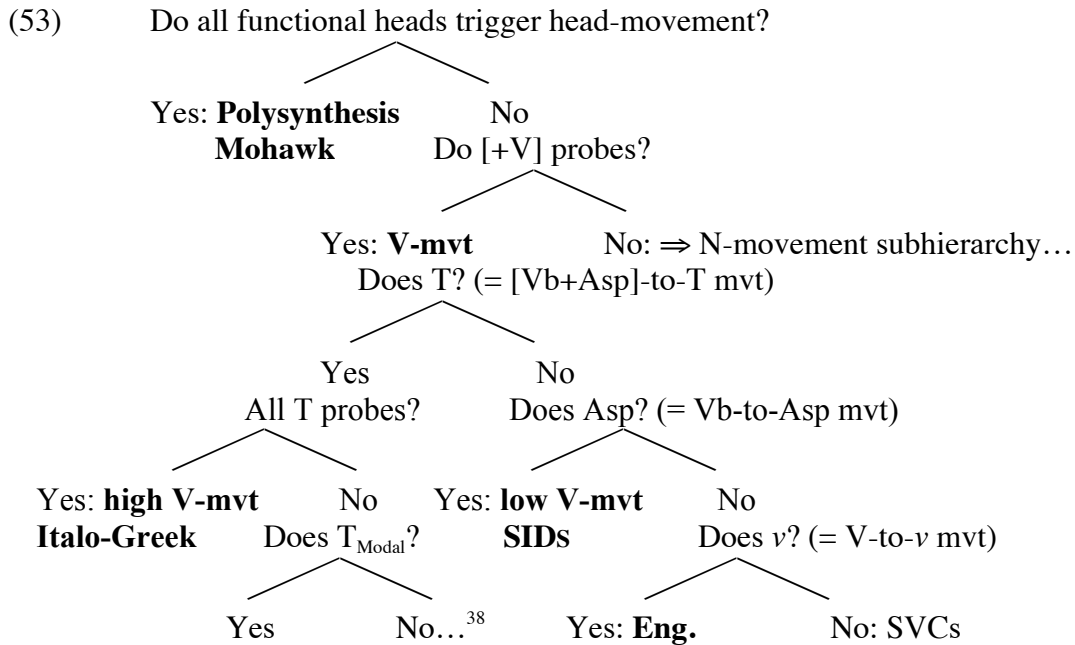 (53) Do all functional heads trigger head-movement?
Yes: Polysynthesis No
Mohawk Do [+V] probes?
Yes: V-mvt No: ⇒ N-movement subhierarchy…
Does T? (= [Vb+Asp]-to-T mvt)
Yes No
All T probes? Does Asp? (= Vb-to-Asp mvt)
Yes: high V-mvt No Yes: low V-mvt No
Italo-Greek Does T_Modal? SIDs Does v? (= V-to-v mvt)
Yes No…38 Yes: Eng. No: SVCs